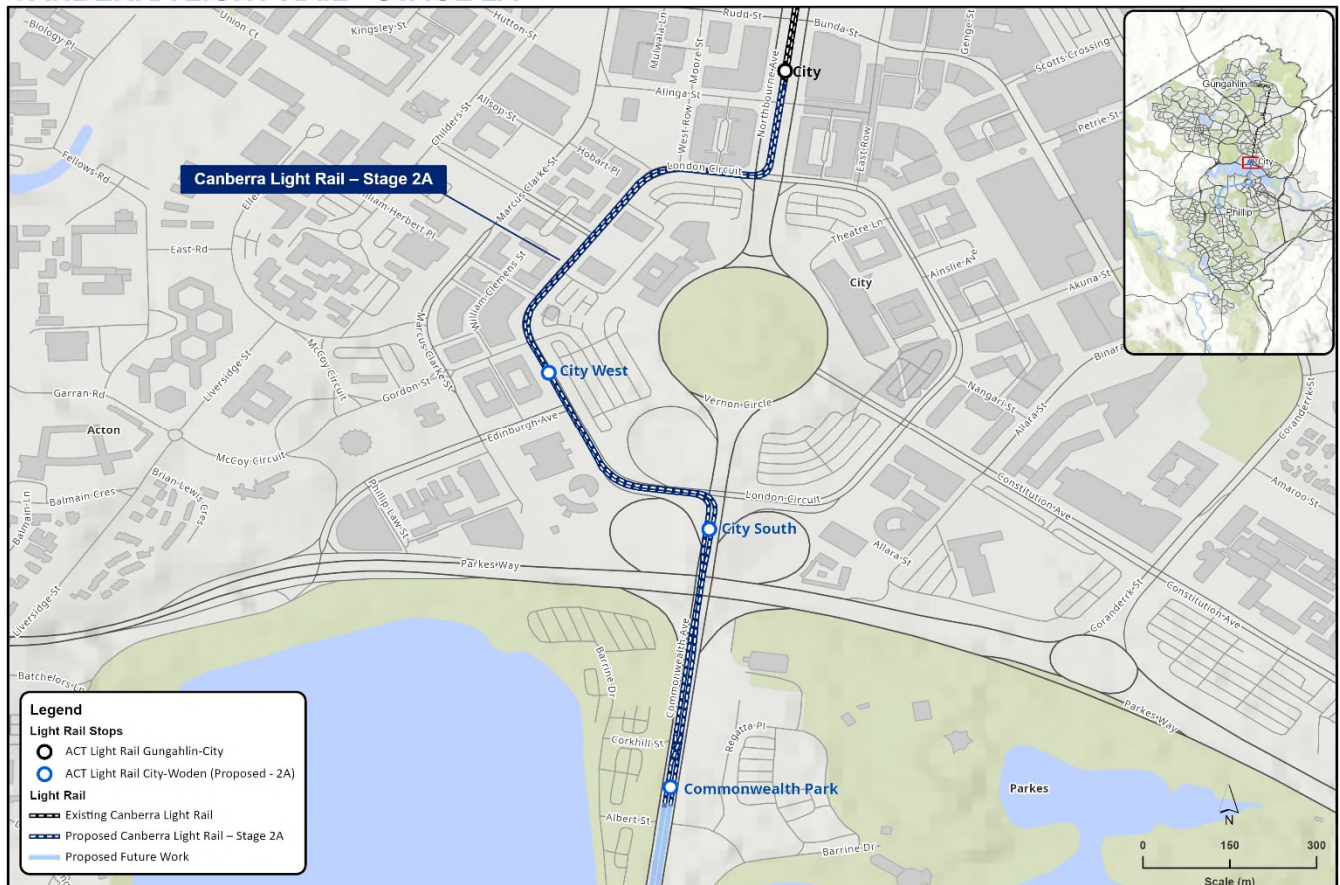 Rudd-St
Bunda-St
Genge-St
Scotts Crossing
Union Ct
Kingsley-St
Hutton-St
Mulwala-Ln
Moore-St
Biology Pl
City
Northbourne-Ave
Alinga-St
West-Row
East-Row
Petrie-St
Allsop-St
Childers-St
Hobart-Pl
London-Circuit
Fellows-Rd
Canberra Light Rail – Stage 2A
Marcus-Clarke-St
East-Rd
William-Clemens-St
Theatre-Ln
Ainslie-Ave
City
Akuna-St
Gungahlin
City
Phillip
Marcus-Clarke-St
McCoy-Circuit
Liversidge-St
Gordon-St
City West
Garran-Rd
Acton
Vernon-Circle
Edinburgh-Ave
McCoy-Circuit
Nangari-St
Allara-St
Coranderrk-St
Balmain-Ln
Balmain-Cres
Brian-Lewis-Cres
Phillip-Law-St
London-Circuit
Constitution-Ave
Amaroo-St
City South
Allara-St
Parkes-Way
Coranderrk-St
Constitution-Ave
Liversidge-St
Barrine-Dr
Commonwealth-Ave
Regatta-Pl
Corkhill-St
Parkes-Way
Commonwealth Park
Parkes
Albert-St
Barrine-Dr
Legend
Light Rail Stops
ACT Light Rail Gungahlin-City
ACT Light Rail City-Woden (Proposed - 2A)
Light Rail
Existing Canberra Light Rail
Proposed Canberra Light Rail – Stage 2A
Proposed Future Work
N
0 150 300
Scale (m)